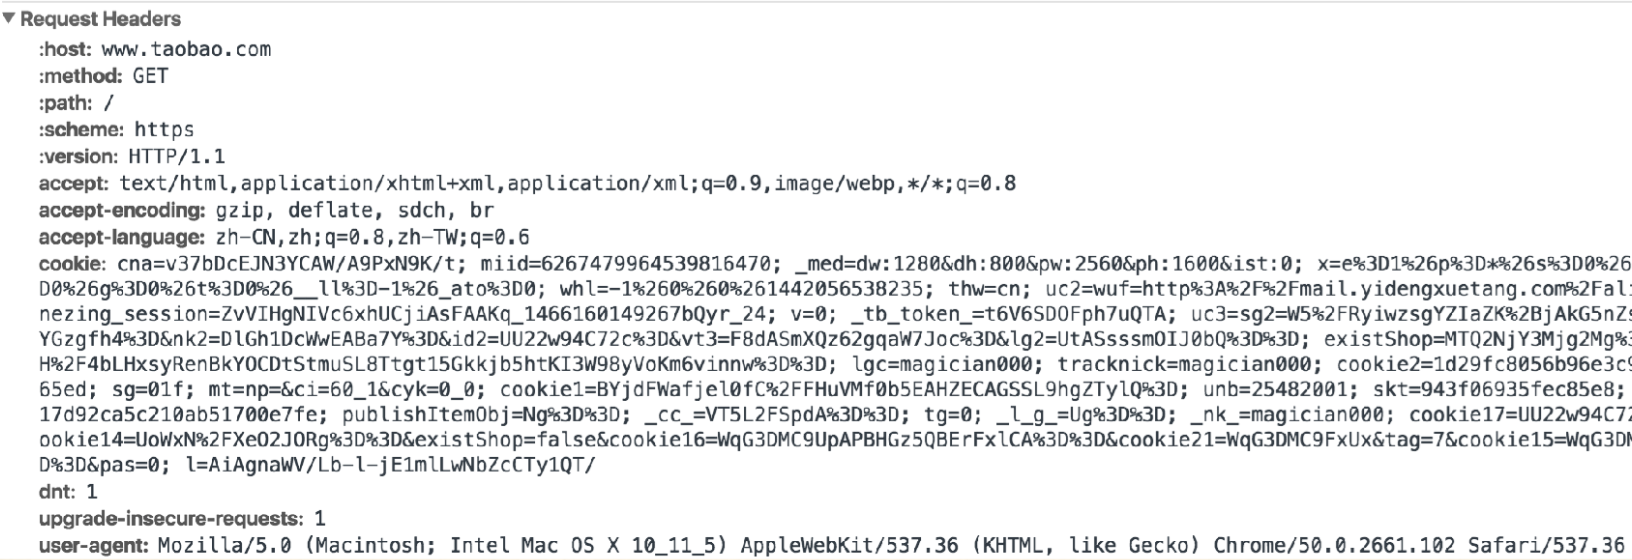 ▼ Request Headers
:host: www.taobao.com
:method: GET
:path: /
:scheme: https
:version: HTTP/1.1
accept: text/html,application/xhtml+xml,application/xml;q=0.9,image/webp,*/*;q=0.8
accept-encoding: gzip, deflate, sdch, br
accept-language: zh-CN,zh;q=0.8,zh-TW;q=0.6
cookie: cna=v37bDcEJN3YCAW/A9PxN9K/t; miid=6267479964539816470; _med=dw:1280&dh:800&pw:2560&ph:1600&ist:0; x=e%3D1%26p%3D*%26s%3D0%26
D0%26g%3D0%26t%3D0%26__ll%3D-1%26_ato%3D0; whl=-1%260%260%261442056538235; thw=cn; uc2=wuf=http%3A%2F%2Fmail.yidengxuetang.com%2Fali
nezing_session=ZvVIHgNIVc6xhUCjiAsFAAKq_1466160149267bQyr_24; v=0; _tb_token_=t6V6SDOFph7uQTA; uc3=sg2=W5%2FRyiwzsgYZIaZK%2BjAkG5nZs
YGzgfh4%3D&nk2=DlGh1DcWwEABa7Y%3D&id2=UU22w94C72c%3D&vt3=F8dASmXQz62gqaW7Joc%3D&lg2=UtASsssmOIJ0bQ%3D%3D; existShop=MTQ2NjY3Mjg2Mg%3
H%2F4bLHxsyRenBkYOCDtStmuSL8Ttgt15Gkkjb5htKI3W98yVoKm6vinnw%3D%3D; lgc=magician000; tracknick=magician000; cookie2=1d29fc8056b96e3c9
65ed; sg=01f; mt=np=&ci=60_1&cyk=0_0; cookie1=BYjdFWafjel0fC%2FFHuVMf0b5EAHZECAGSSL9hgZTylQ%3D; unb=25482001; skt=943f06935fec85e8;
17d92ca5c210ab51700e7fe; publishItemObj=Ng%3D%3D; _cc_=VT5L2FSpdA%3D%3D; tg=0; _l_g_=Ug%3D%3D; _nk_=magician000; cookie17=UU22w94C72
ookie14=UoWxN%2FXeO2JORg%3D%3D&existShop=false&cookie16=WqG3DMC9UpAPBHGz5QBErFxlCA%3D%3D&cookie21=WqG3DMC9FxUx&tag=7&cookie15=WqG3DM
D%3D&pas=0; l=AiAgnaWV/Lb-l-jE1mlLwNbZcCTy1QT/
dnt: 1
upgrade-insecure-requests: 1
user-agent: Mozilla/5.0 (Macintosh; Intel Mac OS X 10_11_5) AppleWebKit/537.36 (KHTML, like Gecko) Chrome/50.0.2661.102 Safari/537.36